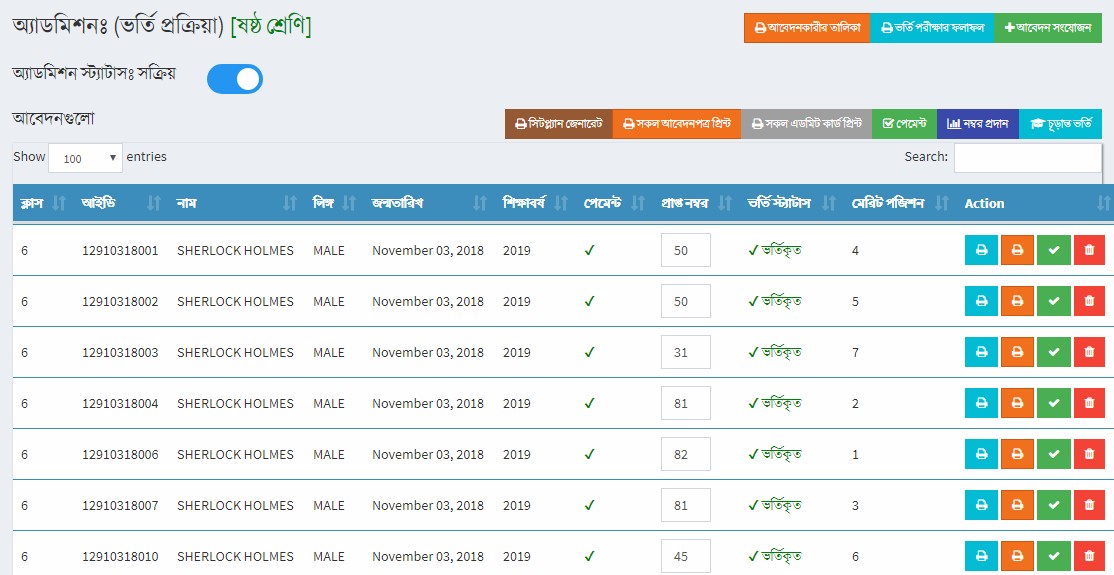 অ্যাডমিশনঃ (ভর্তি প্রক্রিয়া) [ষষ্ঠ শ্রেণি]
আবেদনকারীর তালিকা ভর্তি পরীক্ষার ফলাফল আবেদন সংযোজন
অ্যাডমিশন স্ট্যাটাসঃ সক্রিয়
আবেদনগুলো
সিটপ্ল্যান জেনারেট সকল আবেদনপত্র প্রিন্ট সকল এডমিট কার্ড প্রিন্ট পেমেন্ট নম্বর প্রদান চূড়ান্ত ভর্তি
Show 100 entries Search:
ক্লাস আইডি নাম লিঙ্গ জন্মতারিখ শিক্ষাবর্ষ পেমেন্ট প্রাপ্ত নম্বর ভর্তি স্ট্যাটাস মেরিট পজিশন Action
6 12910318001 SHERLOCK HOLMES MALE November 03, 2018 2019 ✓ 50 ✓ ভর্তিকৃত 4
6 12910318002 SHERLOCK HOLMES MALE November 03, 2018 2019 ✓ 50 ✓ ভর্তিকৃত 5
6 12910318003 SHERLOCK HOLMES MALE November 03, 2018 2019 ✓ 31 ✓ ভর্তিকৃত 7
6 12910318004 SHERLOCK HOLMES MALE November 03, 2018 2019 ✓ 81 ✓ ভর্তিকৃত 2
6 12910318006 SHERLOCK HOLMES MALE November 03, 2018 2019 ✓ 82 ✓ ভর্তিকৃত 1
6 12910318007 SHERLOCK HOLMES MALE November 03, 2018 2019 ✓ 81 ✓ ভর্তিকৃত 3
6 12910318010 SHERLOCK HOLMES MALE November 03, 2018 2019 ✓ 45 ✓ ভর্তিকৃত 6